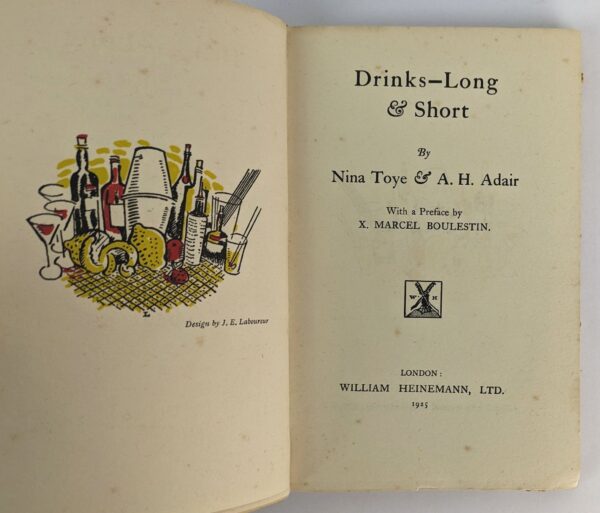 L
Design by J. E. Laboureur
Drinks—Long
& Short
By
Nina Toye & A. H. Adair
With a Preface by
X. MARCEL BOULESTIN.
W H
LONDON:
WILLIAM HEINEMANN, LTD.
1925